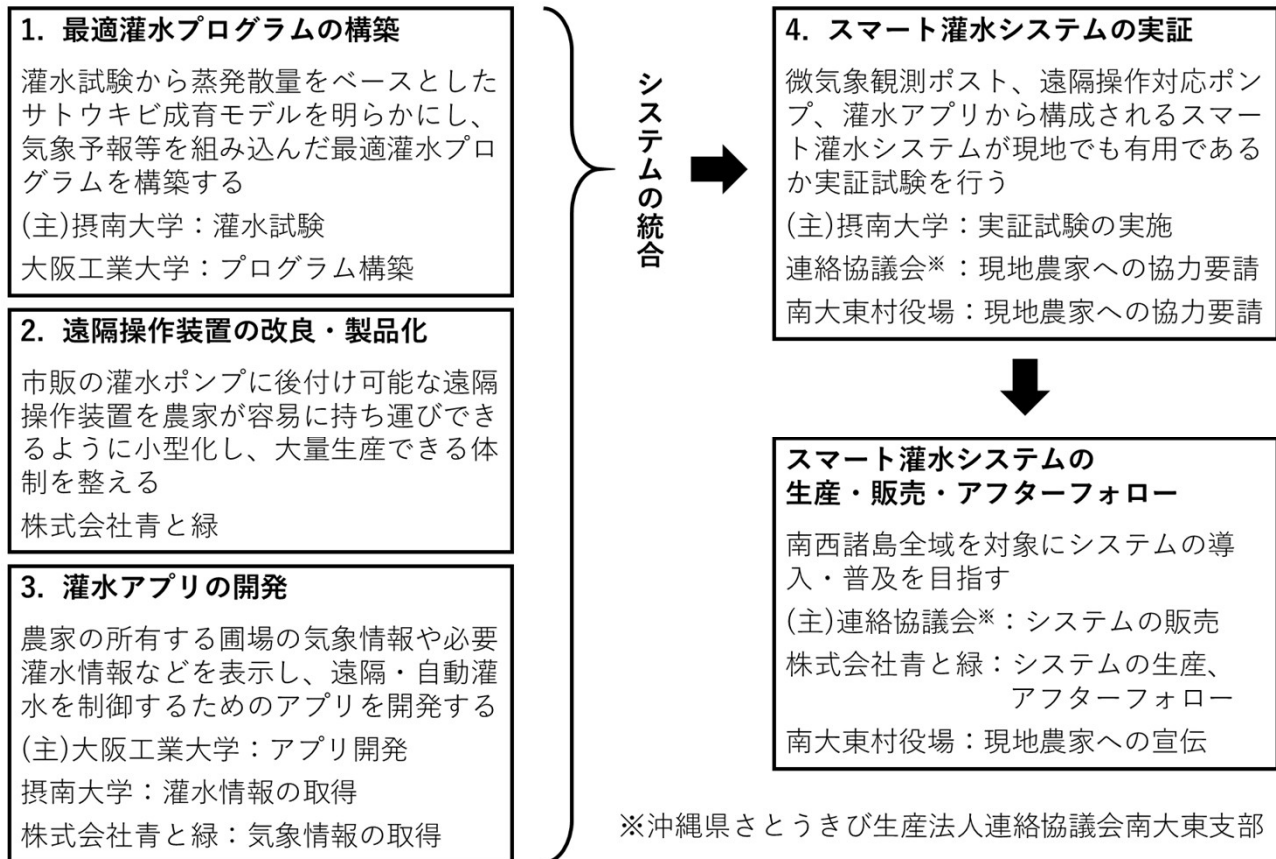 1. 最適灌水プログラムの構築
灌水試験から蒸発散量をベースとした
サトウキビ成育モデルを明らかにし、
気象予報等を組み込んだ最適灌水プロ
グラムを構築する
(主)摂南大学：灌水試験
大阪工業大学：プログラム構築
2. 遠隔操作装置の改良・製品化
市販の灌水ポンプに後付け可能な遠隔
操作装置を農家が容易に持ち運びでき
るように小型化し、大量生産できる体
制を整える
株式会社青と緑
3. 灌水アプリの開発
農家の所有する圃場の気象情報や必要
灌水情報などを表示し、遠隔・自動灌
水を制御するためのアプリを開発する
(主)大阪工業大学：アプリ開発
摂南大学：灌水情報の取得
株式会社青と緑：気象情報の取得
システムの統合
4. スマート灌水システムの実証
微気象観測ポスト、遠隔操作対応ポン
プ、灌水アプリから構成されるスマー
ト灌水システムが現地でも有用である
か実証試験を行う
(主)摂南大学：実証試験の実施
連絡協議会※：現地農家への協力要請
南大東村役場：現地農家への協力要請
スマート灌水システムの
生産・販売・アフターフォロー
南西諸島全域を対象にシステムの導
入・普及を目指す
(主)連絡協議会※：システムの販売
株式会社青と緑：システムの生産、
アフターフォロー
南大東村役場：現地農家への宣伝
※沖縄県さとうきび生産法人連絡協議会南大東支部